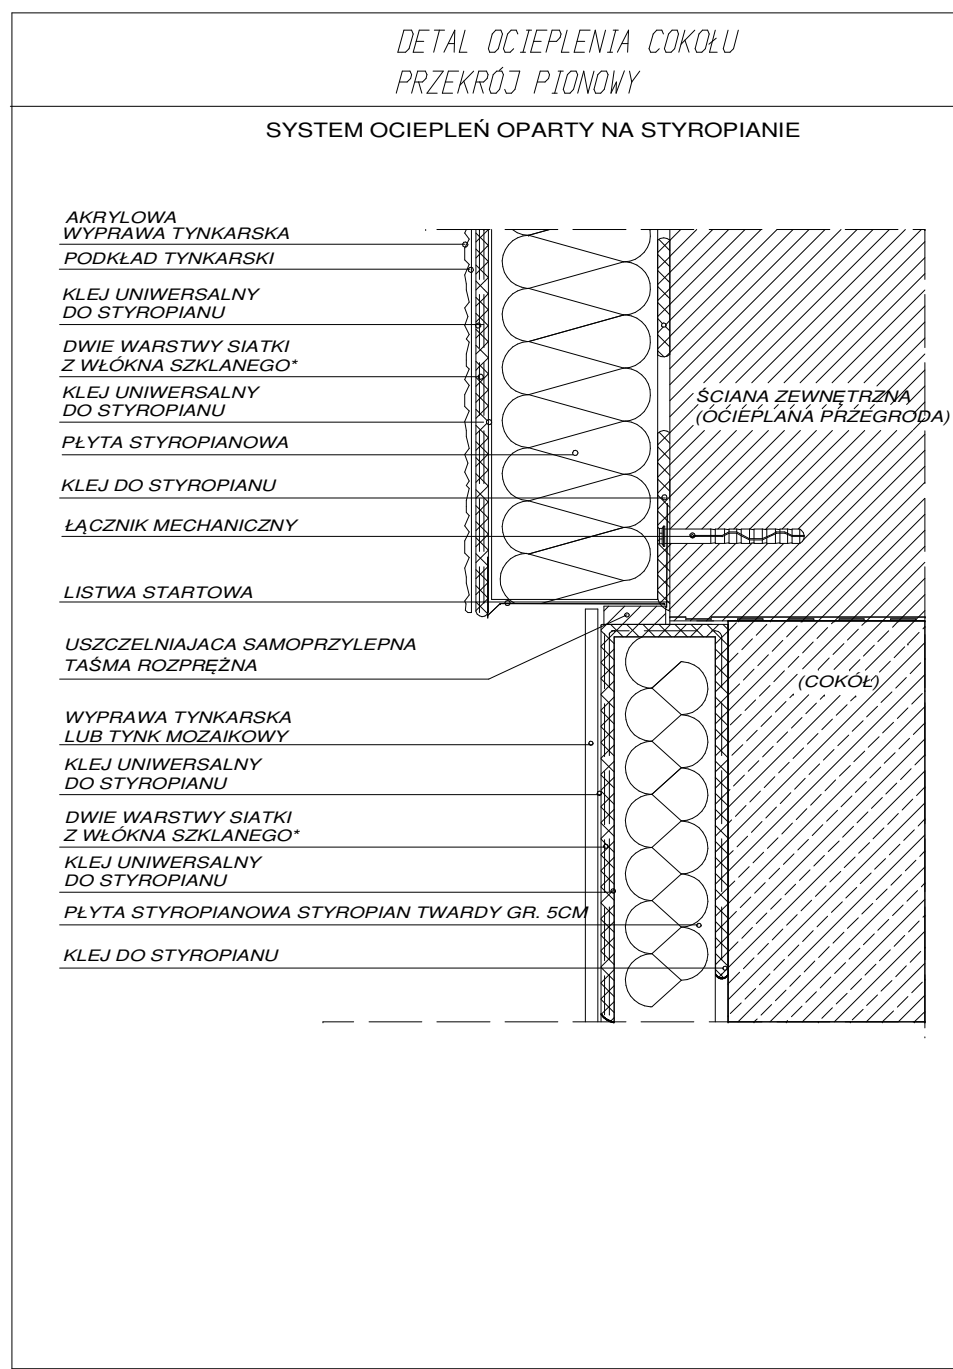 DETAL OCIEPLENIA COKOŁU
PRZEKRÓJ PIONOWY
SYSTEM OCIEPLEŃ OPARTY NA STYROPIANIE
AKRYLOWA
WYPRAWA TYNKARSKA
PODKŁAD TYNKARSKI
KLEJ UNIWERSALNY
DO STYROPIANU
DWIE WARSTWY SIATKI
Z WŁÓKNA SZKLANEGO*
KLEJ UNIWERSALNY
DO STYROPIANU
PŁYTA STYROPIANOWA
KLEJ DO STYROPIANU
ŁĄCZNIK MECHANICZNY
LISTWA STARTOWA
USZCZELNIAJACA SAMOPRZYLEPNA
TAŚMA ROZPRĘŻNA
WYPRAWA TYNKARSKA
LUB TYNK MOZAIKOWY
KLEJ UNIWERSALNY
DO STYROPIANU
DWIE WARSTWY SIATKI
Z WŁÓKNA SZKLANEGO*
KLEJ UNIWERSALNY
DO STYROPIANU
PŁYTA STYROPIANOWA STYROPIAN TWARDY GR. 5CM
KLEJ DO STYROPIANU
ŚCIANA ZEWNĘTRZNA
(OCIEPLANA PRZEGRODA)
(COKÓŁ)